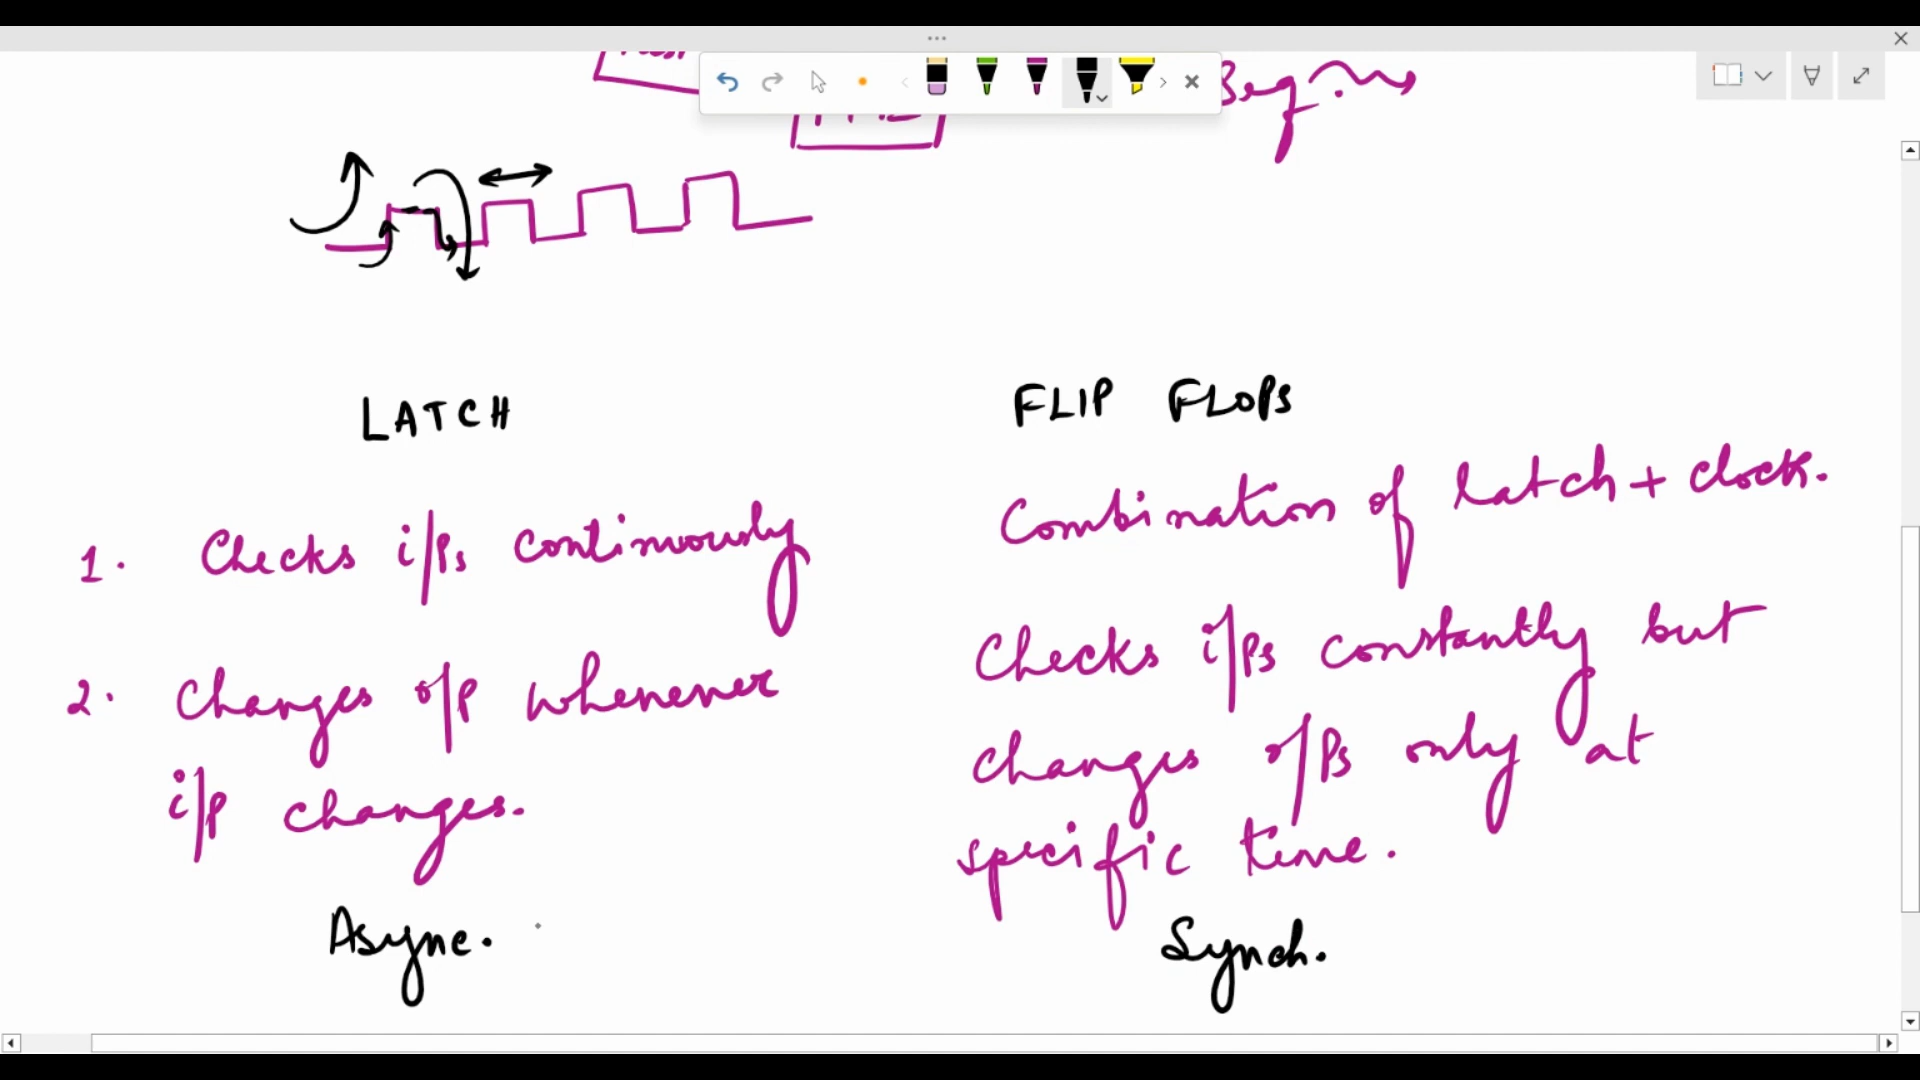 Seq.
LATCH
FLIP FLOPS
1. Checks i/ps continuously
Combination of latch + clock.
2. Changes o/p whenever
i/p changes.
Checks i/ps constantly but
changes o/ps only at
specific time.
Async.
Synch.